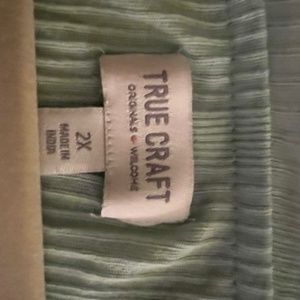 TRUE CRAFT
ORIGINALS WELCOME
2X
MADE IN
INDIA